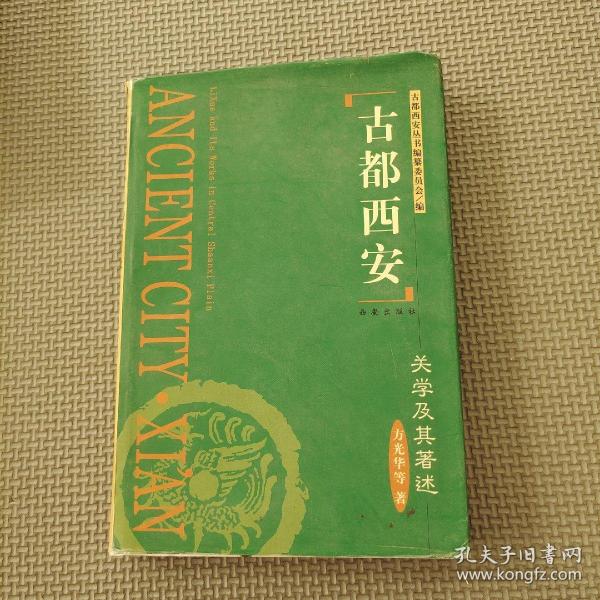 古都西安丛书编纂委员会/编
古都西安
西安出版社
关学及其著述
方光华等 著
ANCIENT CITY·XIAN
LiXue and Its Works in Central Shaanxi Plain
孔夫子旧书网
www.kongfz.com